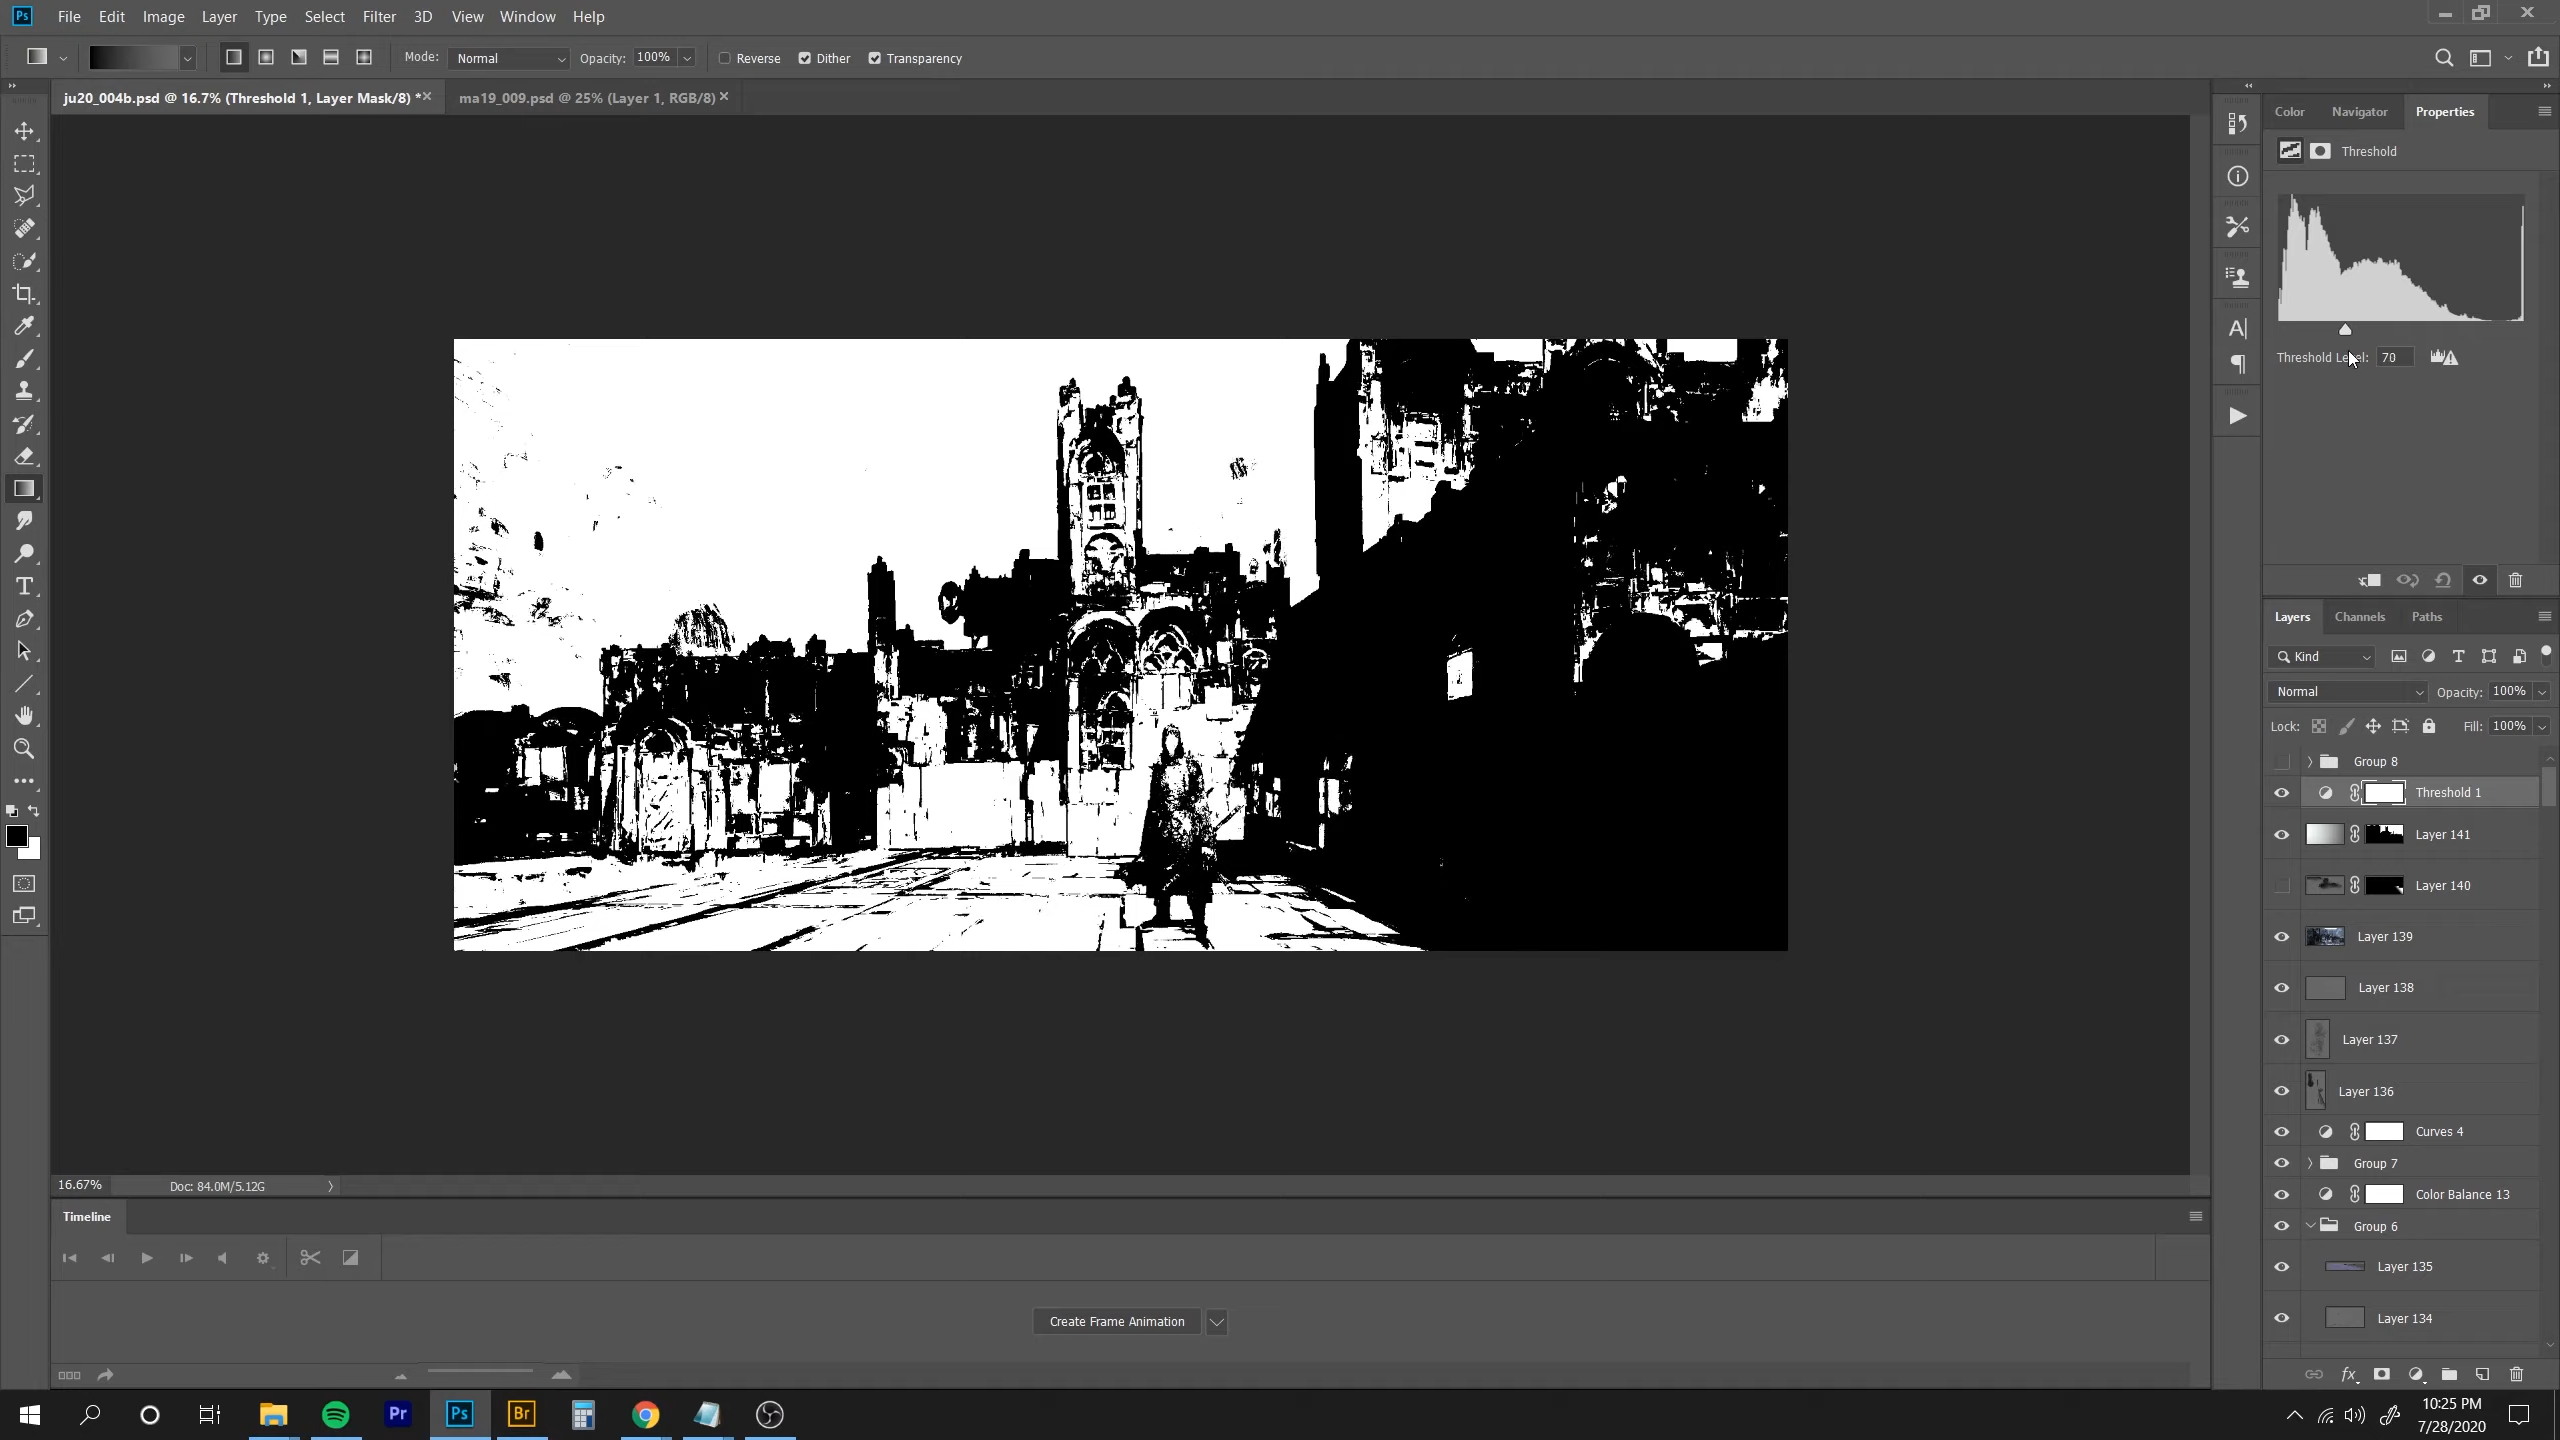 Ps File Edit Image Layer Type Select Filter 3D View Window Help
Mode: Normal Opacity: 100% Reverse Dither Transparency
ju20_004b.psd @ 16.7% (Threshold 1, Layer Mask/8) * ma19_009.psd @ 25% (Layer 1, RGB/8)
Color Navigator Properties
Threshold
Threshold Level: 70
Layers Channels Paths
Kind
Normal Opacity: 100%
Lock: Fill: 100%
Group 8
Threshold 1
Layer 141
Layer 140
Layer 139
Layer 138
Layer 137
Layer 136
Curves 4
Group 7
Color Balance 13
Group 6
Layer 135
Layer 134
16.67% Doc: 84.0M/5.12G
Timeline
Create Frame Animation
Pr Ps Br
10:25 PM
7/28/2020